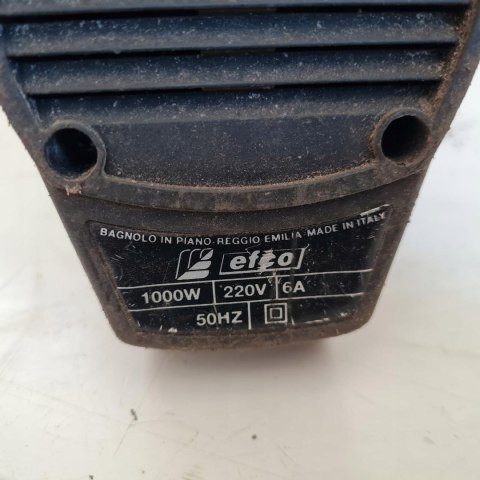 BAGNOLO IN PIANO-REGGIO EMILIA-MADE IN ITALY
efco
1000W 220V 6A
50HZ